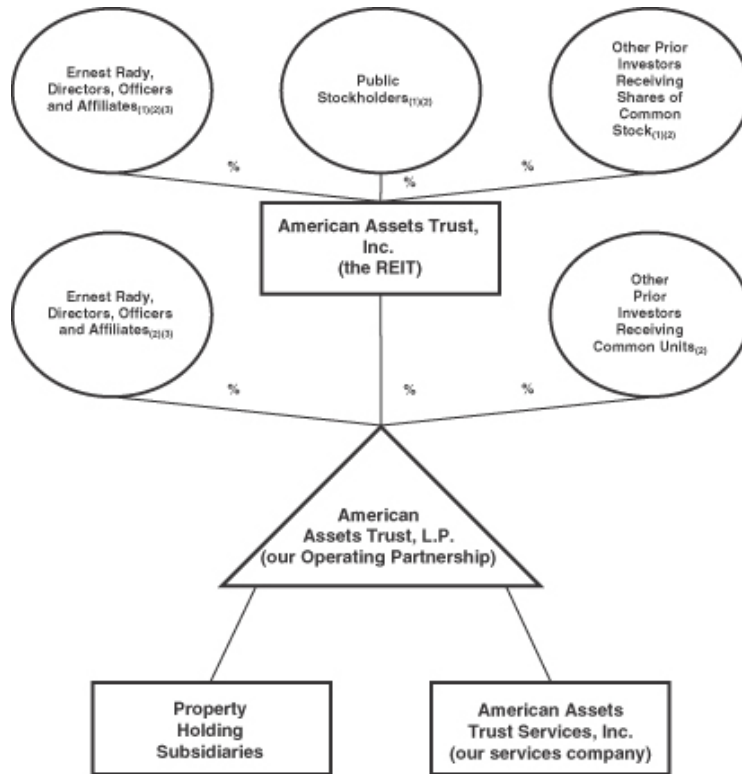 Ernest Rady,
Directors, Officers
and Affiliates(1)(2)(3)
Public
Stockholders(1)(2)
Other Prior
Investors
Receiving
Shares of
Common
Stock(1)(2)
%
%
%
American Assets Trust,
Inc.
(the REIT)
Ernest Rady,
Directors, Officers
and Affiliates(2)(3)
Other
Prior
Investors
Receiving
Common Units(2)
%
%
%
American
Assets Trust, L.P.
(our Operating Partnership)
Property
Holding
Subsidiaries
American Assets
Trust Services, Inc.
(our services company)